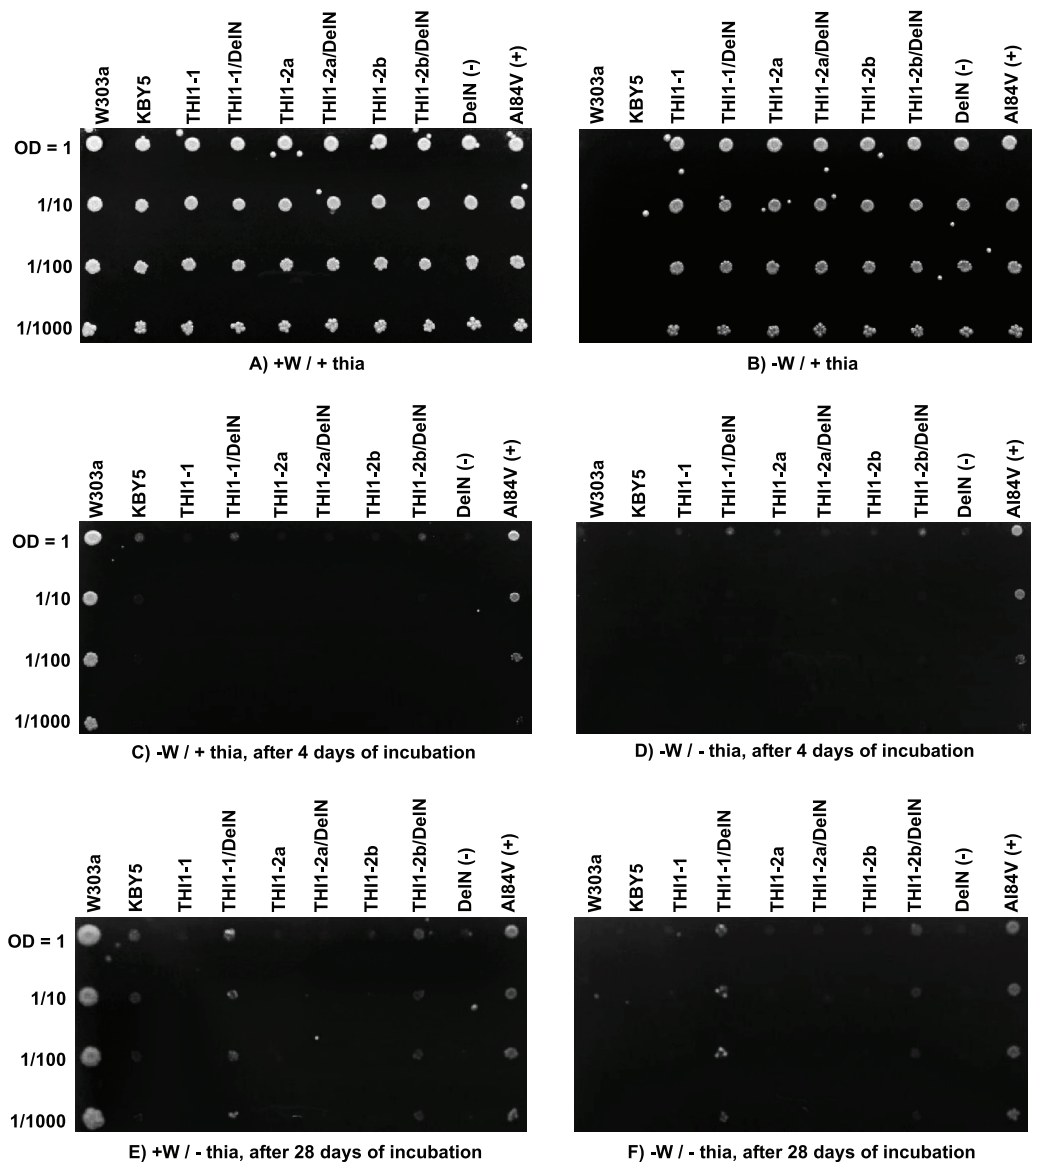 W303a KBY5 THI1-1 THI1-1/DelN THI1-2a THI1-2a/DelN THI1-2b THI1-2b/DelN DelN (-) AI84V (+)
W303a KBY5 THI1-1 THI1-1/DelN THI1-2a THI1-2a/DelN THI1-2b THI1-2b/DelN DelN (-) AI84V (+)
OD = 1
1/10
1/100
1/1000
A) +W / + thia
B) -W / + thia
W303a KBY5 THI1-1 THI1-1/DelN THI1-2a THI1-2a/DelN THI1-2b THI1-2b/DelN DelN (-) AI84V (+)
W303a KBY5 THI1-1 THI1-1/DelN THI1-2a THI1-2a/DelN THI1-2b THI1-2b/DelN DelN (-) AI84V (+)
OD = 1
1/10
1/100
1/1000
C) -W / + thia, after 4 days of incubation
D) -W / - thia, after 4 days of incubation
W303a KBY5 THI1-1 THI1-1/DelN THI1-2a THI1-2a/DelN THI1-2b THI1-2b/DelN DelN (-) AI84V (+)
W303a KBY5 THI1-1 THI1-1/DelN THI1-2a THI1-2a/DelN THI1-2b THI1-2b/DelN DelN (-) AI84V (+)
OD = 1
1/10
1/100
1/1000
E) +W / - thia, after 28 days of incubation
F) -W / - thia, after 28 days of incubation